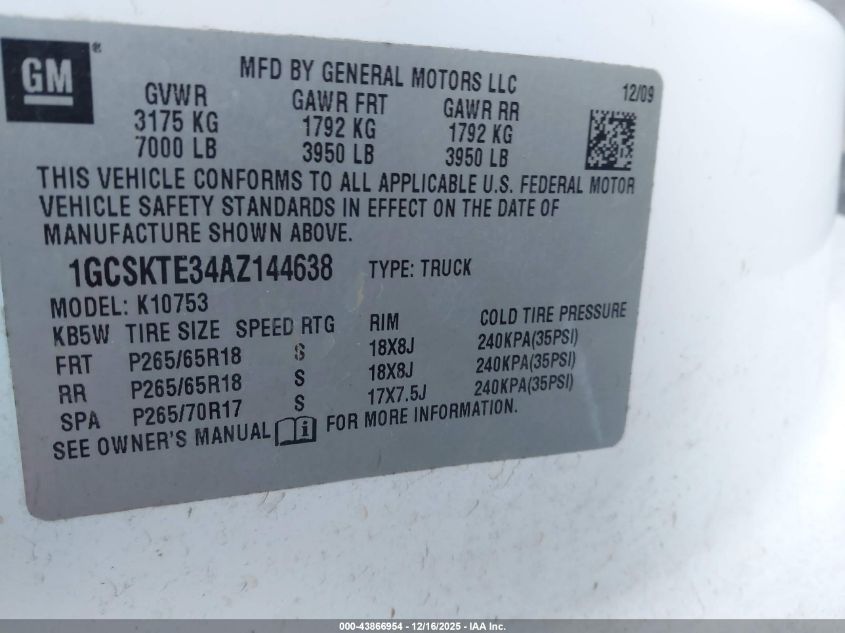 GM®
MFD BY GENERAL MOTORS LLC
12/09
GVWR GAWR FRT GAWR RR
3175 KG 1792 KG 1792 KG
7000 LB 3950 LB 3950 LB
THIS VEHICLE CONFORMS TO ALL APPLICABLE U.S. FEDERAL MOTOR
VEHICLE SAFETY STANDARDS IN EFFECT ON THE DATE OF
MANUFACTURE SHOWN ABOVE.
1GCSKTE34AZ144638 TYPE: TRUCK
MODEL: K10753
KB5W TIRE SIZE SPEED RTG RIM COLD TIRE PRESSURE
FRT P265/65R18 S 18X8J 240KPA(35PSI)
RR P265/65R18 S 18X8J 240KPA(35PSI)
SPA P265/70R17 S 17X7.5J 240KPA(35PSI)
SEE OWNER'S MANUAL i FOR MORE INFORMATION.
000-43866954 - 12/16/2025 - IAA Inc.